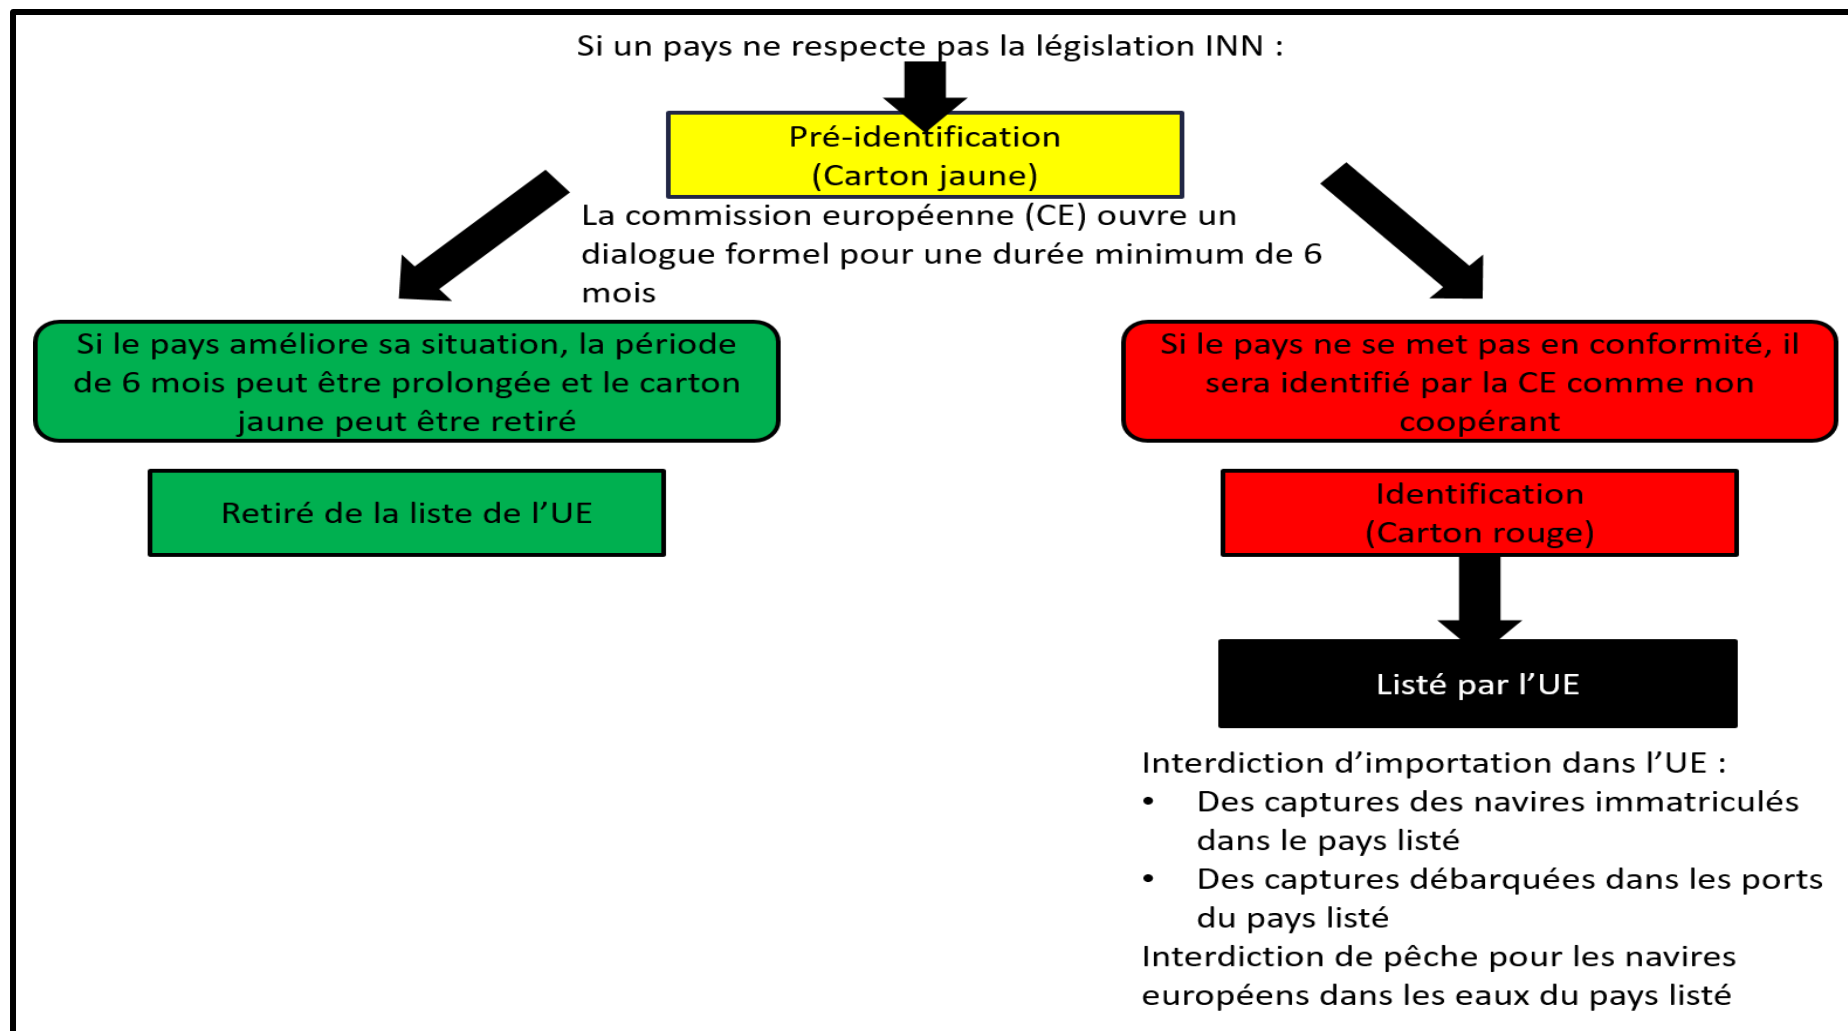 Si un pays ne respecte pas la législation INN :
Pré-identification
(Carton jaune)
La commission européenne (CE) ouvre un
dialogue formel pour une durée minimum de 6
mois
Si le pays améliore sa situation, la période
de 6 mois peut être prolongée et le carton
jaune peut être retiré
Retiré de la liste de l’UE
Si le pays ne se met pas en conformité, il
sera identifié par la CE comme non
coopérant
Identification
(Carton rouge)
Listé par l’UE
Interdiction d’importation dans l’UE :
• Des captures des navires immatriculés
dans le pays listé
• Des captures débarquées dans les ports
du pays listé
Interdiction de pêche pour les navires
européens dans les eaux du pays listé